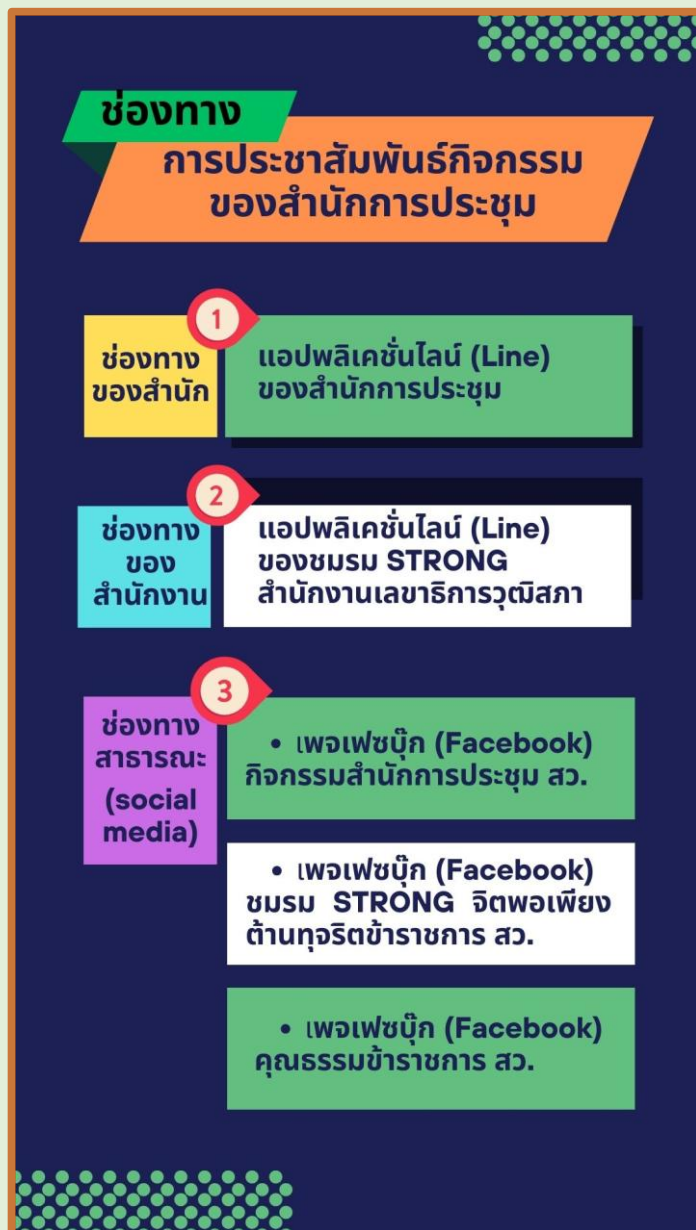 ช่องทาง
การประชาสัมพันธ์กิจกรรม
ของสำนักการประชุม
1
ช่องทาง
ของสำนัก
แอปพลิเคชั่นไลน์ (Line)
ของสำนักการประชุม
2
ช่องทาง
ของ
สำนักงาน
แอปพลิเคชั่นไลน์ (Line)
ของชมรม STRONG
สำนักงานเลขาธิการวุฒิสภา
3
ช่องทาง
สาธารณะ
(social
media)
• เพจเฟซบุ๊ก (Facebook)
กิจกรรมสำนักการประชุม สว.
• เพจเฟซบุ๊ก (Facebook)
ชมรม STRONG จิตพอเพียง
ต้านทุจริตข้าราชการ สว.
• เพจเฟซบุ๊ก (Facebook)
คุณธรรมข้าราชการ สว.